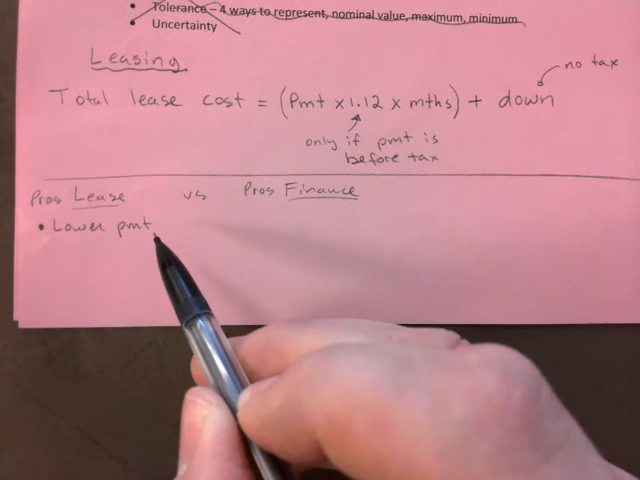 • Tolerance – 4 ways to represent, nominal value, maximum, minimum
• Uncertainty
Leasing
no tax
Total lease cost = (Pmt x 1.12 x mths) + down
only if pmt is
before tax
Pros Lease vs Pros Finance
• Lower pmt